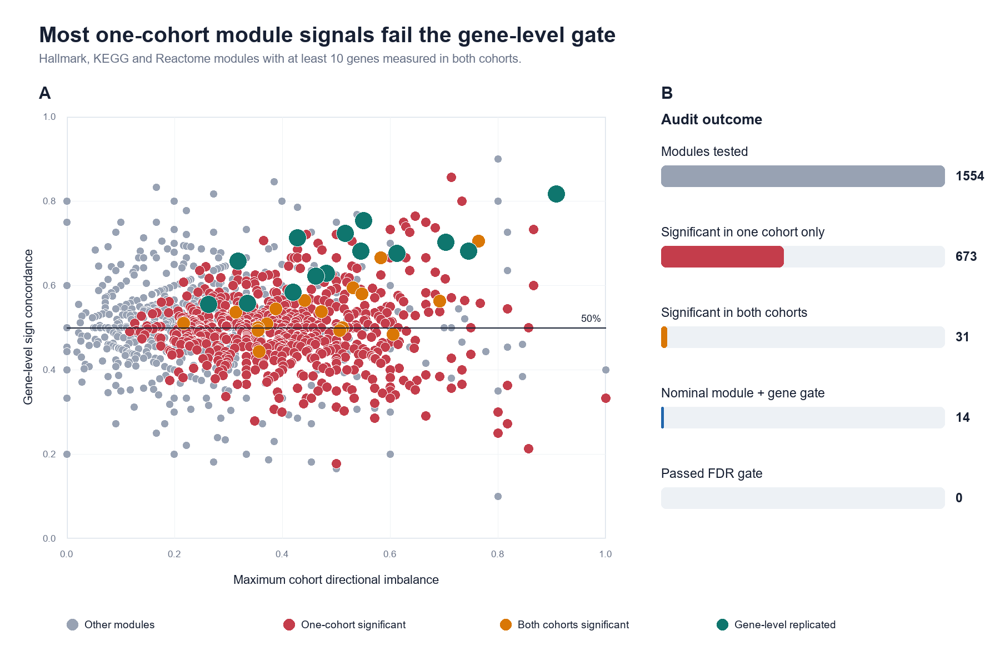 Most one-cohort module signals fail the gene-level gate
Hallmark, KEGG and Reactome modules with at least 10 genes measured in both cohorts.
A
1.0
0.8
0.6
0.4
0.2
0.0
Gene-level sign concordance
50%
0.0 0.2 0.4 0.6 0.8 1.0
Maximum cohort directional imbalance
B
Audit outcome
Modules tested
1554
Significant in one cohort only
673
Significant in both cohorts
31
Nominal module + gene gate
14
Passed FDR gate
0
Other modules
One-cohort significant
Both cohorts significant
Gene-level replicated